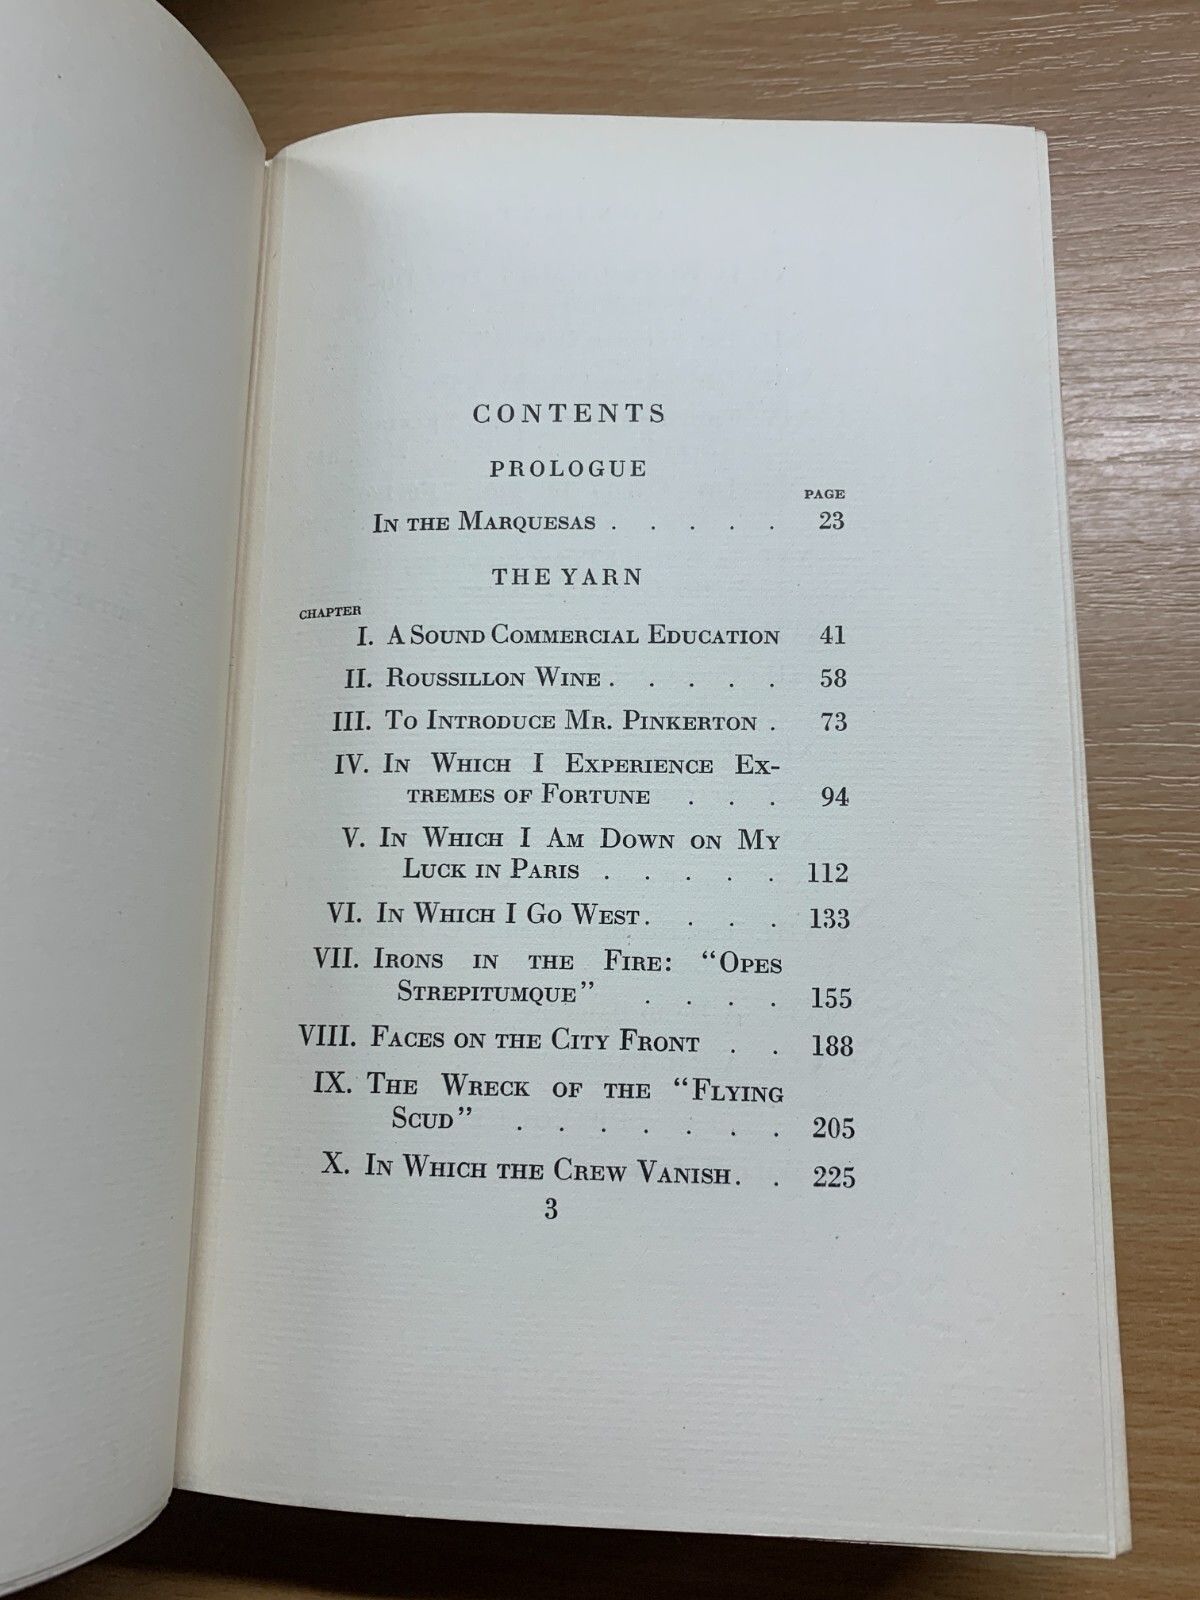 CONTENTS
PROLOGUE
PAGE
IN THE MARQUESAS . . . . . 23
THE YARN
CHAPTER
I. A SOUND COMMERCIAL EDUCATION 41
II. ROUSSILLON WINE . . . . . 58
III. TO INTRODUCE MR. PINKERTON . 73
IV. IN WHICH I EXPERIENCE EX-
TREMES OF FORTUNE . . . 94
V. IN WHICH I AM DOWN ON MY
LUCK IN PARIS . . . . . 112
VI. IN WHICH I GO WEST . . . . 133
VII. IRONS IN THE FIRE: “OPES
STREPITUMQUE” . . . . 155
VIII. FACES ON THE CITY FRONT . . 188
IX. THE WRECK OF THE “FLYING
SCUD” . . . . . . . 205
X. IN WHICH THE CREW VANISH . . 225
3